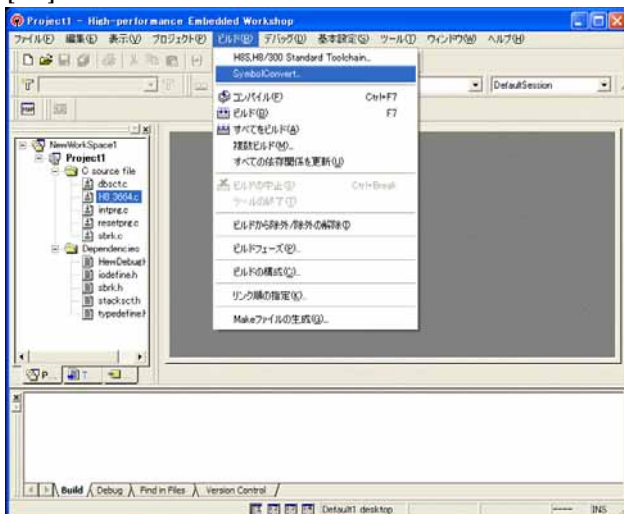 Project1 - High-performance Embedded Workshop
ファイル(F) 編集(E) 表示(V) プロジェクト(P) ビルド(B) デバッグ(D) 基本設定(S) ツール(T) ウィンドウ(W) ヘルプ(H)
H8S,H8/300 Standard Toolchain...
SymbolConvert...
DefaultSession
コンパイル(F) Ctrl+F7
ビルド(B) F7
すべてをビルド(A)
複数ビルド(M)...
すべての依存関係を更新(U)
ビルドの中止(S) Ctrl+Break
ツールの終了(T)
ビルドから除外/除外の解除(I)
ビルドフェーズ(P)...
ビルドの構成(C)...
リンク順の指定(K)...
Makeファイルの生成(G)...
NewWorkSpace1
Project1
C source file
dbsct.c
H8_3664.c
intprg.c
resetprg.c
sbrk.c
Dependencies
HewDebugH
iodefine.h
sbrk.h
stacksct.h
typedefine.h
P... T
Build Debug Find in Files Version Control
Default1 desktop INS